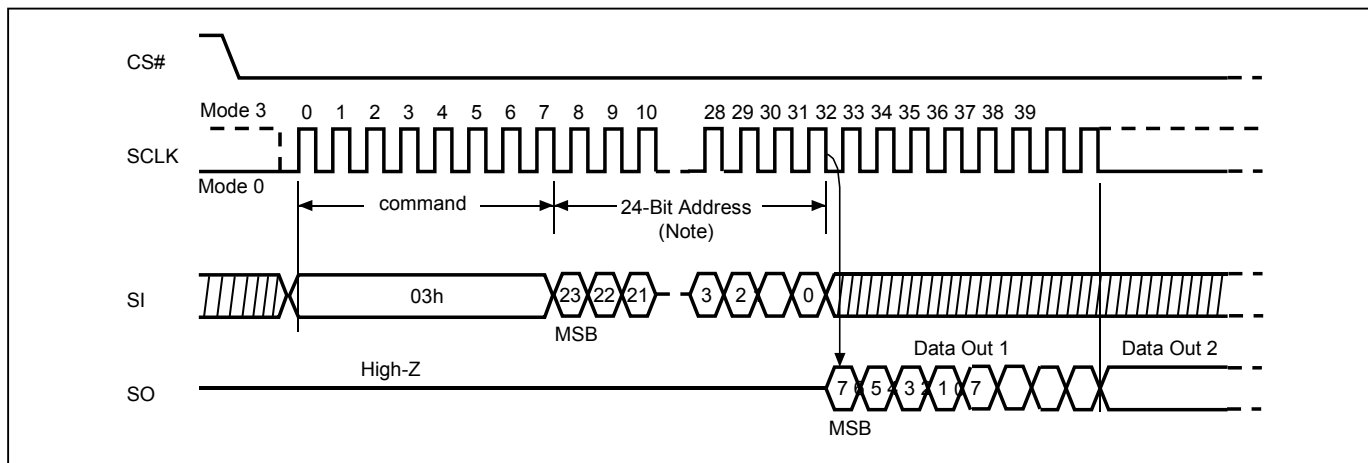 CS#
Mode 3
0 1 2 3 4 5 6 7 8 9 10 28 29 30 31 32 33 34 35 36 37 38 39
SCLK
Mode 0
command
24-Bit Address
(Note)
SI
03h
23 22 21 3 2 0
MSB
High-Z
Data Out 1
Data Out 2
SO
7 6 5 4 3 2 1 0 7
MSB